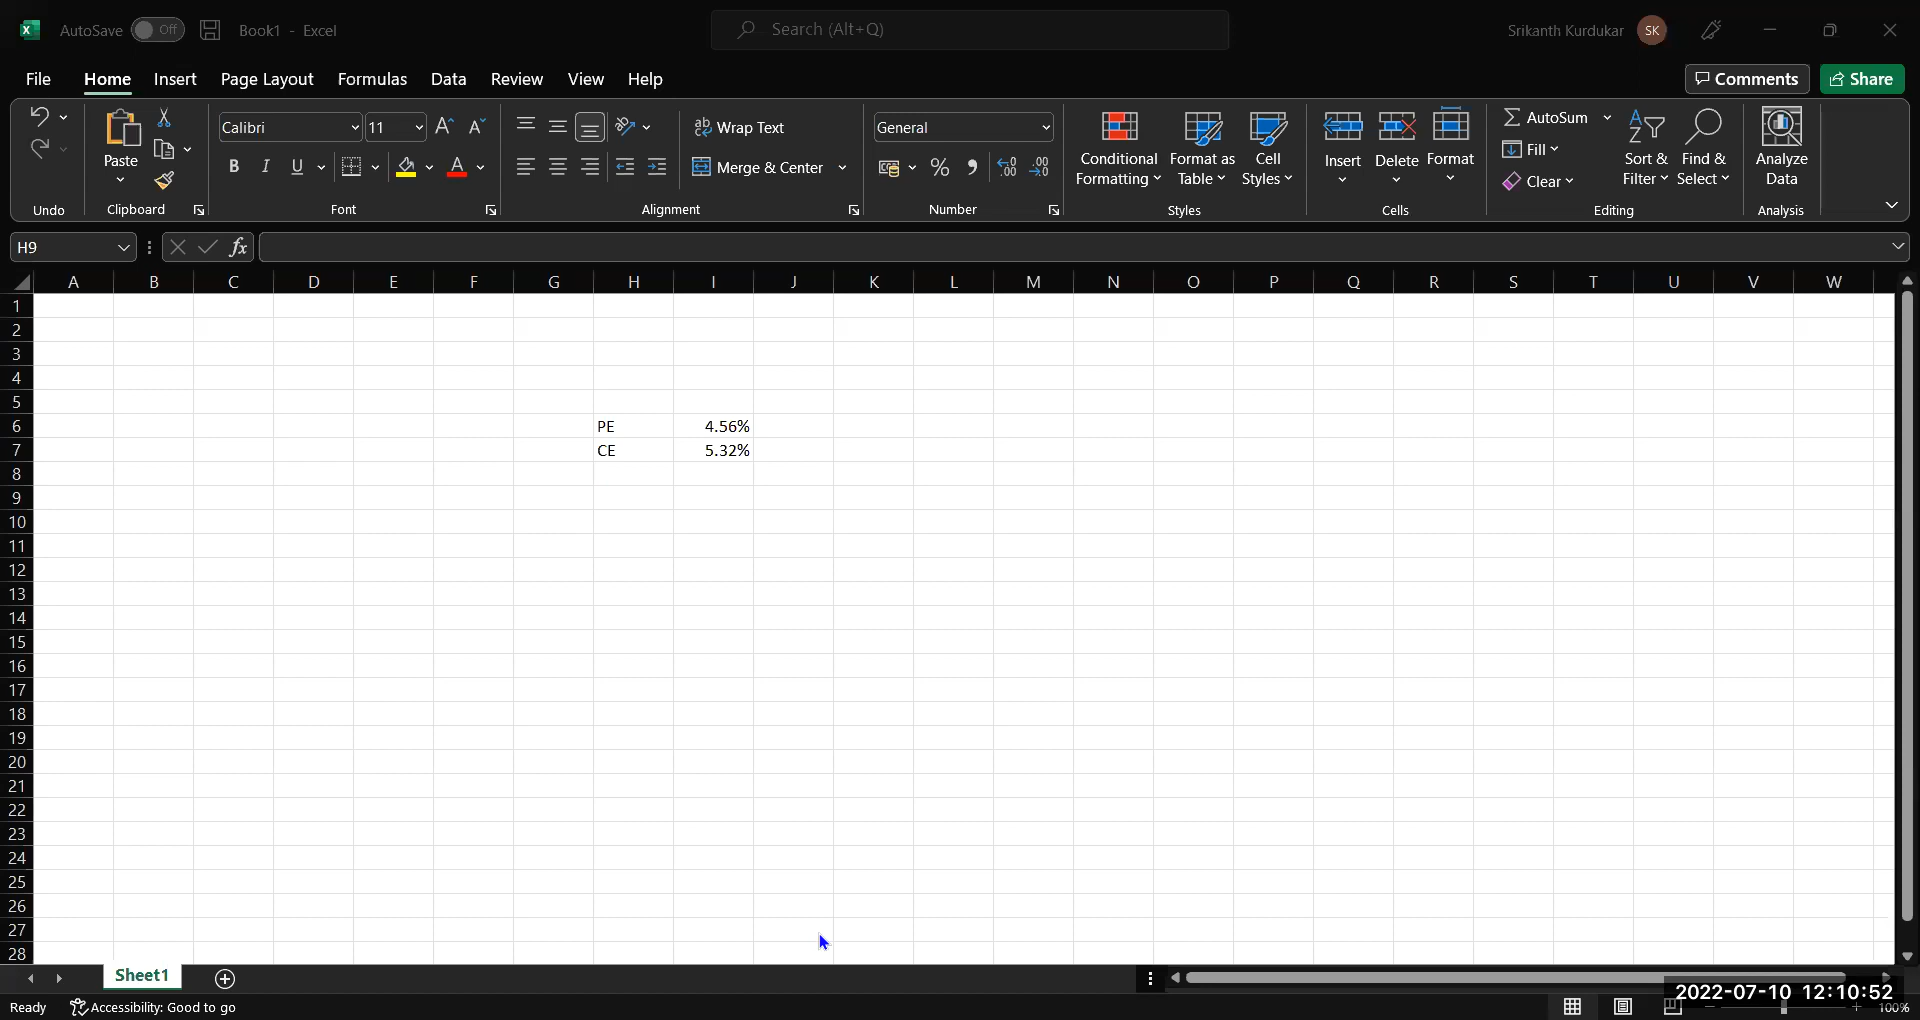 AutoSave Off Book1 - Excel Search (Alt+Q) Srikanth Kurdukar SK
File Home Insert Page Layout Formulas Data Review View Help Comments Share
Calibri 11 A A ab Wrap Text General AutoSum
Paste B I U A Merge & Center % , .00 .00 Conditional Formatting Format as Table Cell Styles Insert Delete Format Fill Clear Sort & Filter Find & Select Analyze Data
Undo Clipboard Font Alignment Number Styles Cells Editing Analysis
H9 fx
A B C D E F G H I J K L M N O P Q R S T U V W
1
2
3
4
5
6 PE 4.56%
7 CE 5.32%
8
9
10
11
12
13
14
15
16
17
18
19
20
21
22
23
24
25
26
27
28
Sheet1
2022-07-10 12:10:52
Ready Accessibility: Good to go 100%